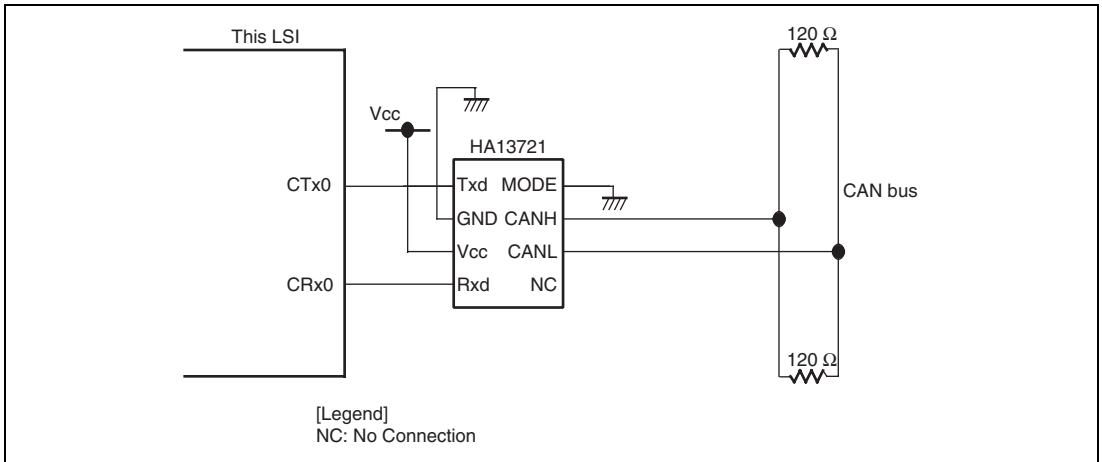 This LSI
120 Ω
Vcc
HA13721
CTx0
Txd MODE
CAN bus
GND CANH
Vcc CANL
CRx0
Rxd NC
120 Ω
[Legend]
NC: No Connection